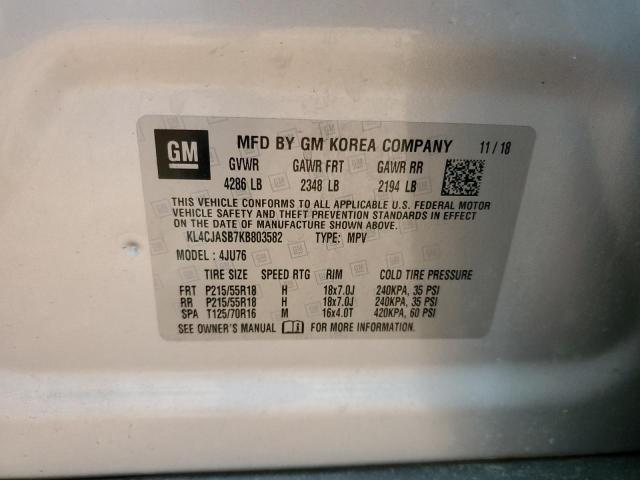 GM MFD BY GM KOREA COMPANY 11/18
GVWR GAWR FRT GAWR RR
4286 LB 2348 LB 2194 LB
THIS VEHICLE CONFORMS TO ALL APPLICABLE U.S. FEDERAL MOTOR
VEHICLE SAFETY AND THEFT PREVENTION STANDARDS IN EFFECT
ON THE DATE OF MANUFACTURE SHOWN ABOVE.
KL4CJASB7KB803582 TYPE: MPV
MODEL : 4JU76
TIRE SIZE SPEED RTG RIM COLD TIRE PRESSURE
FRT P215/55R18 H 18x7.0J 240KPA, 35 PSI
RR P215/55R18 H 18x7.0J 240KPA, 35 PSI
SPA T125/70R16 M 16x4.0T 420KPA, 60 PSI
SEE OWNER'S MANUAL FOR MORE INFORMATION.